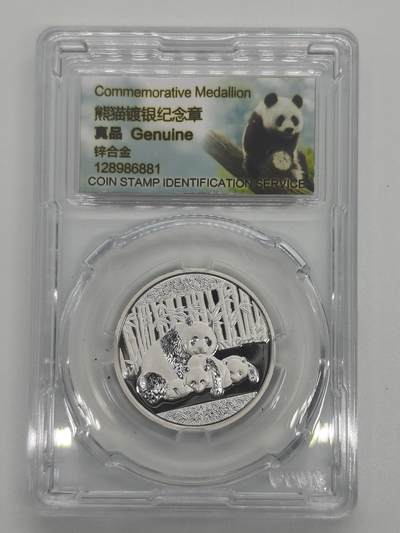 Commemorative Medallion
熊猫镀银纪念章
真品 Genuine
锌合金
128986881
COIN STAMP IDENTIFICATION SERVICE